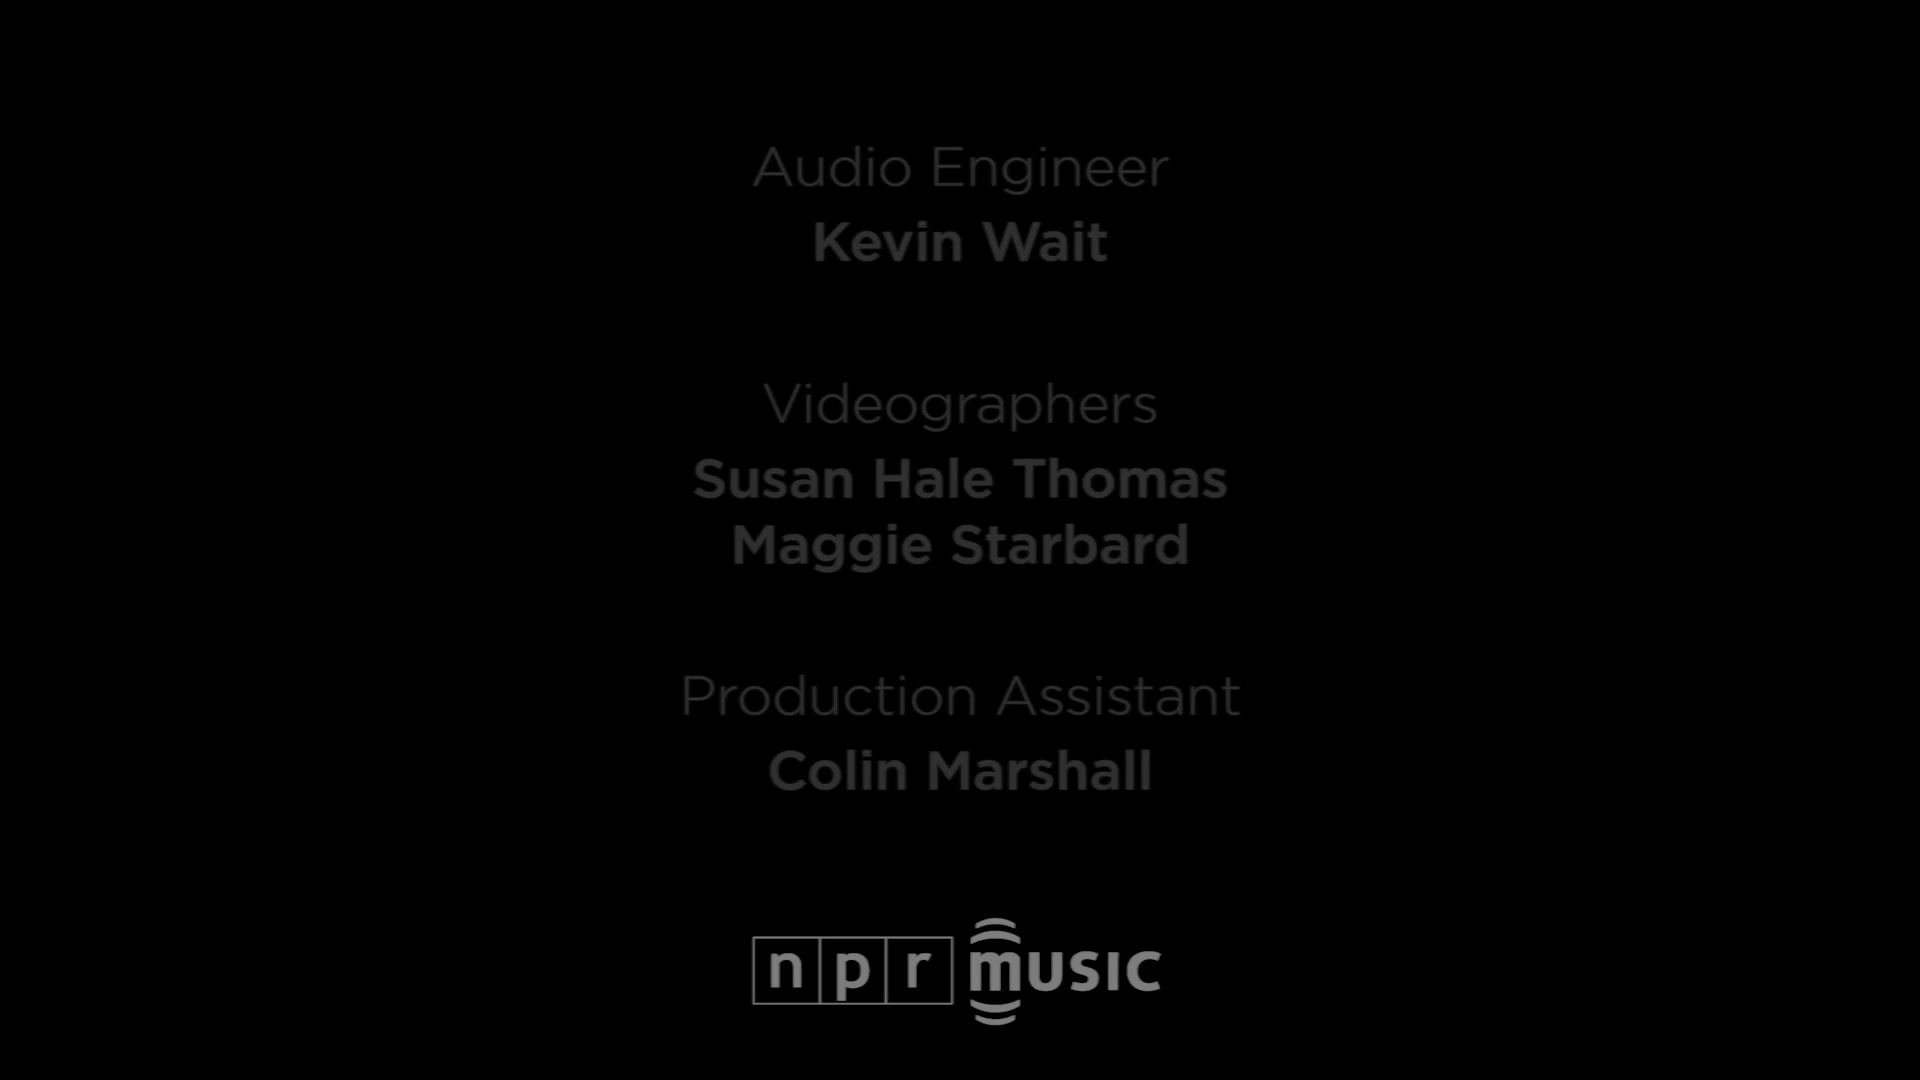 Audio Engineer
Kevin Wait
Videographers
Susan Hale Thomas
Maggie Starbard
Production Assistant
Colin Marshall
npr music